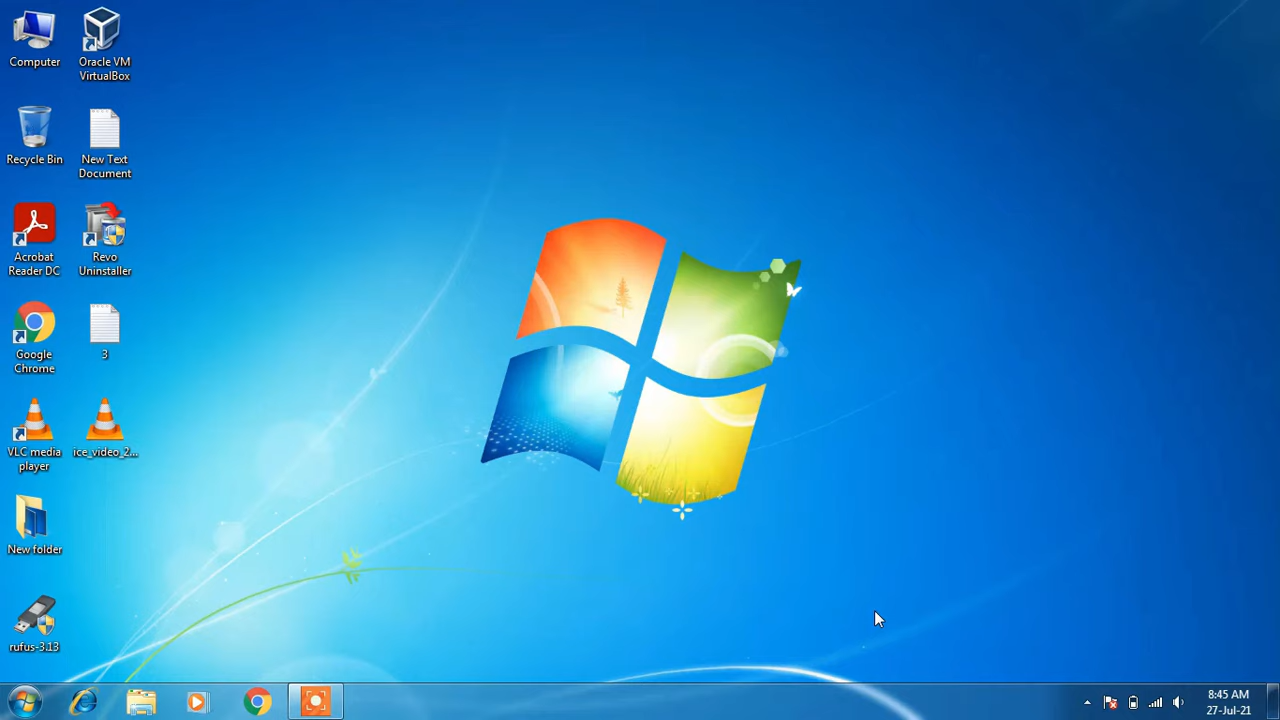 Computer
Oracle VM
VirtualBox
Recycle Bin
New Text
Document
Acrobat
Reader DC
Revo
Uninstaller
Google
Chrome
3
VLC media
player
ice_video_2...
New folder
rufus-3.13
8:45 AM
27-Jul-21